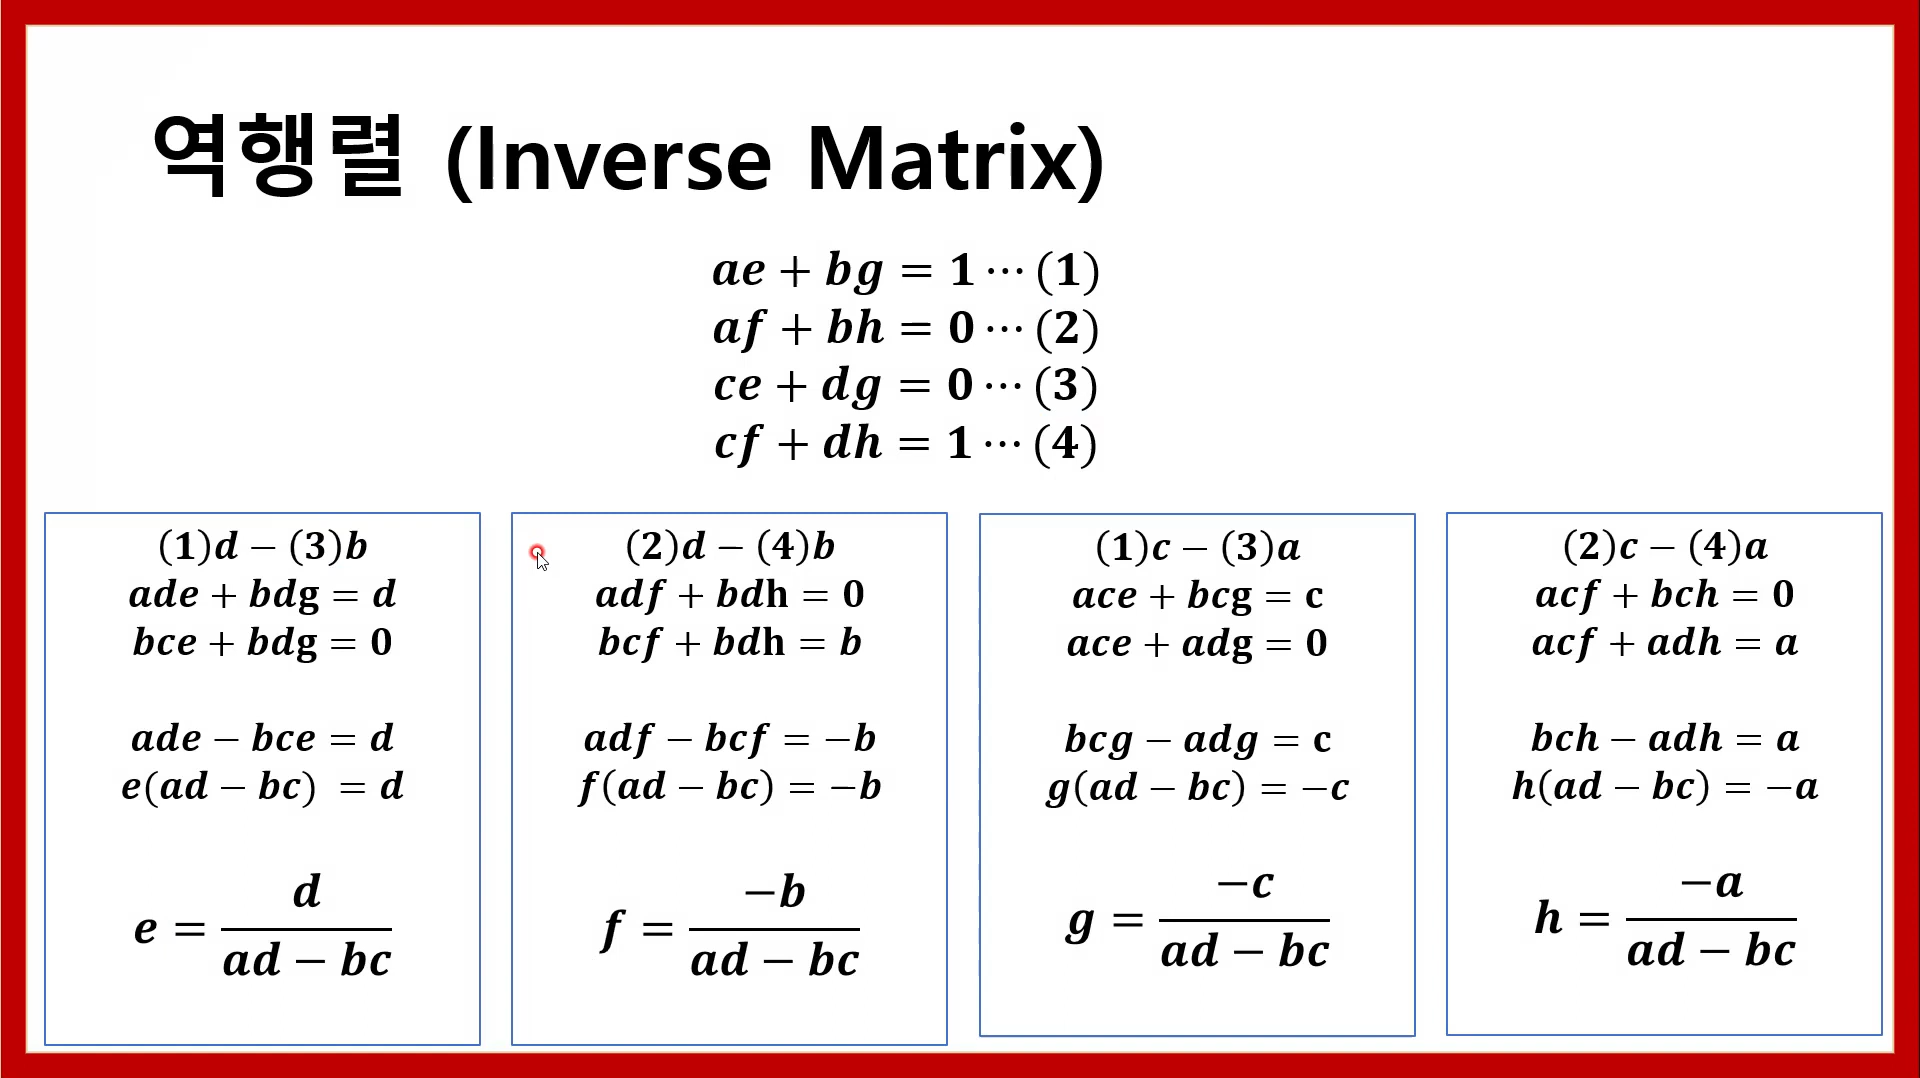 역행렬 (Inverse Matrix)
ae + bg = 1 ⋯ (1)
af + bh = 0 ⋯ (2)
ce + dg = 0 ⋯ (3)
cf + dh = 1 ⋯ (4)
(1)d − (3)b
ade + bdg = d
bce + bdg = 0
ade − bce = d
e(ad − bc) = d
e = d / (ad − bc)
(2)d − (4)b
adf + bdh = 0
bcf + bdh = b
adf − bcf = −b
f(ad − bc) = −b
f = −b / (ad − bc)
(1)c − (3)a
ace + bcg = c
ace + adg = 0
bcg − adg = c
g(ad − bc) = −c
g = −c / (ad − bc)
(2)c − (4)a
acf + bch = 0
acf + adh = a
bch − adh = a
h(ad − bc) = −a
h = −a / (ad − bc)